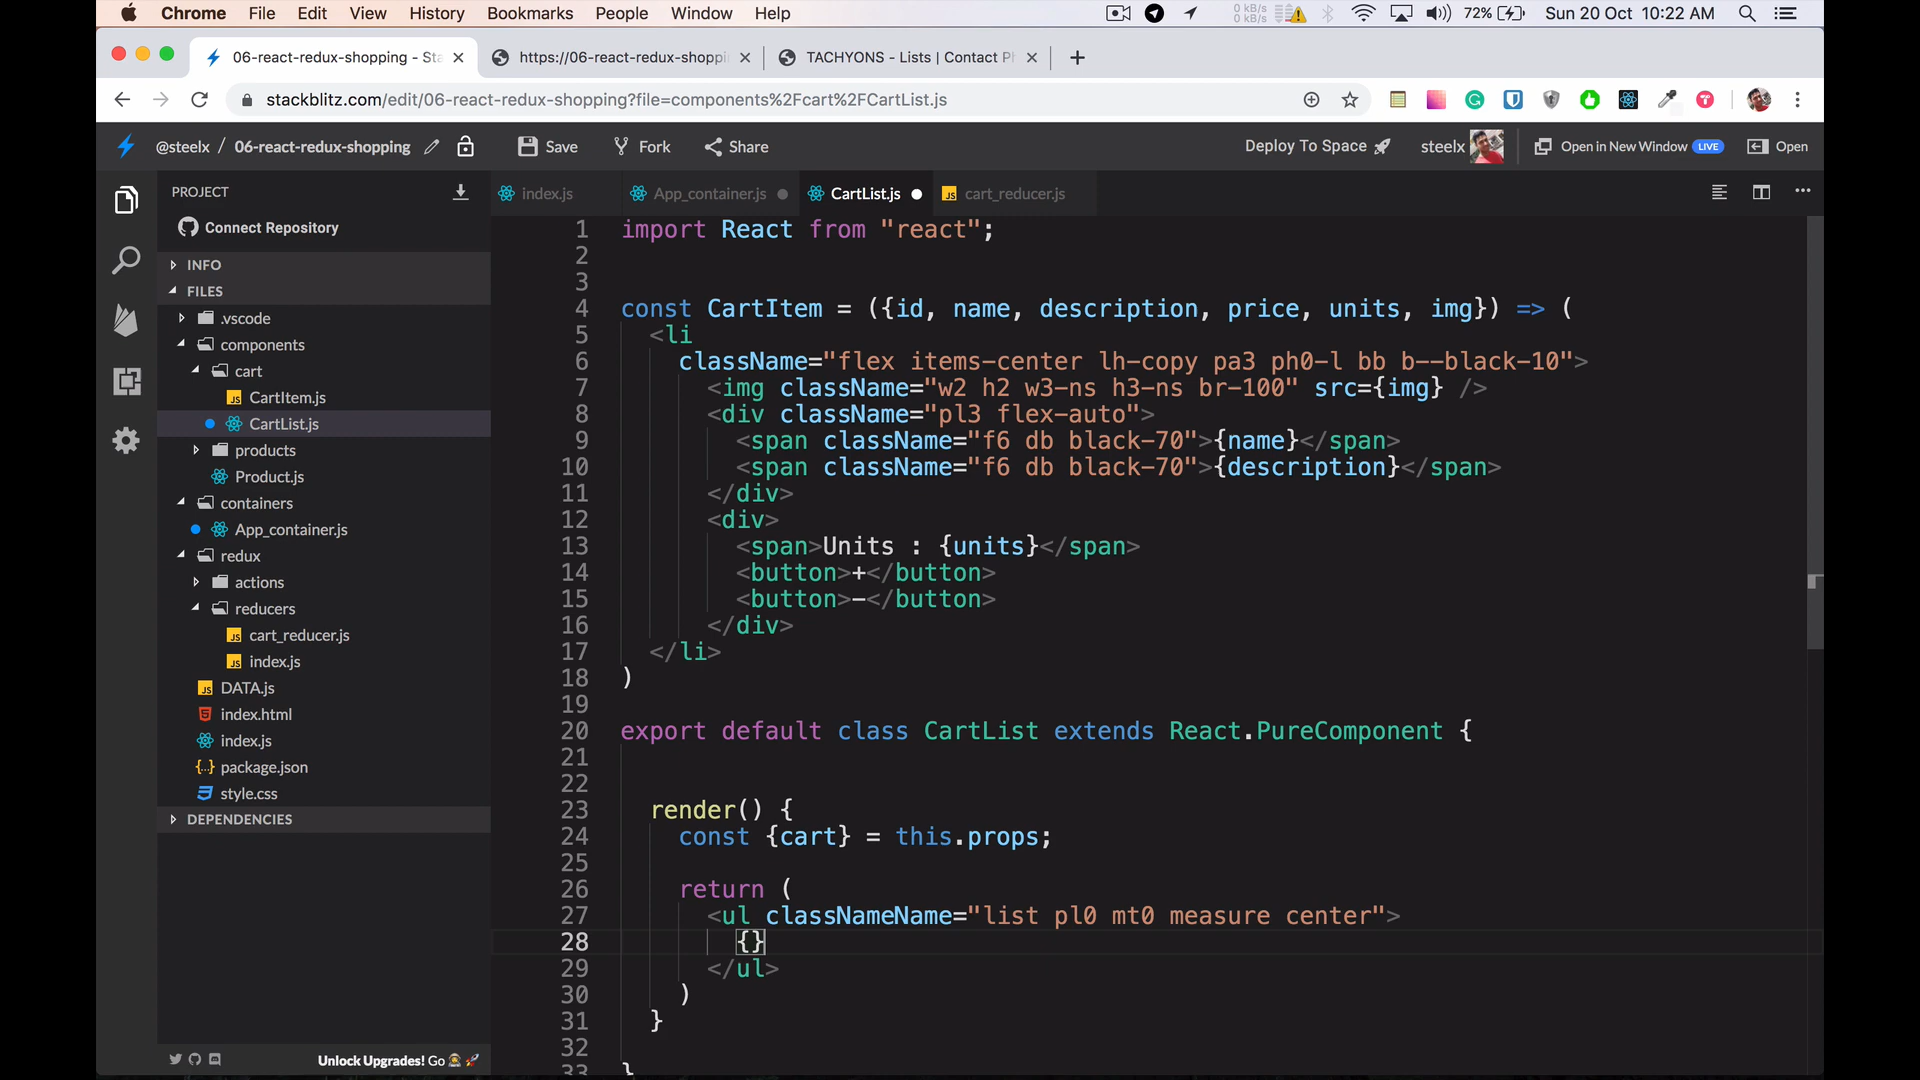 Chrome File Edit View History Bookmarks People Window Help 0 kB/s 0 kB/s 72% Sun 20 Oct 10:22 AM
06-react-redux-shopping - Sta https://06-react-redux-shoppi TACHYONS - Lists | Contact Ph
stackblitz.com/edit/06-react-redux-shopping?file=components%2Fcart%2FCartList.js
@steelx / 06-react-redux-shopping Save Fork Share Deploy To Space steelx Open in New Window LIVE Open
PROJECT
Connect Repository
INFO
FILES
.vscode
components
cart
CartItem.js
CartList.js
products
Product.js
containers
App_container.js
redux
actions
reducers
cart_reducer.js
index.js
DATA.js
index.html
index.js
package.json
style.css
DEPENDENCIES
Unlock Upgrades! Go
index.js App_container.js CartList.js cart_reducer.js
1 import React from "react";
2
3
4 const CartItem = ({id, name, description, price, units, img}) => (
5 <li
6 className="flex items-center lh-copy pa3 ph0-l bb b--black-10">
7 <img className="w2 h2 w3-ns h3-ns br-100" src={img} />
8 <div className="pl3 flex-auto">
9 <span className="f6 db black-70">{name}</span>
10 <span className="f6 db black-70">{description}</span>
11 </div>
12 <div>
13 <span>Units : {units}</span>
14 <button>+</button>
15 <button>-</button>
16 </div>
17 </li>
18 )
19
20 export default class CartList extends React.PureComponent {
21
22
23 render() {
24 const {cart} = this.props;
25
26 return (
27 <ul classNameName="list pl0 mt0 measure center">
28 {}
29 </ul>
30 )
31 }
32
33 }